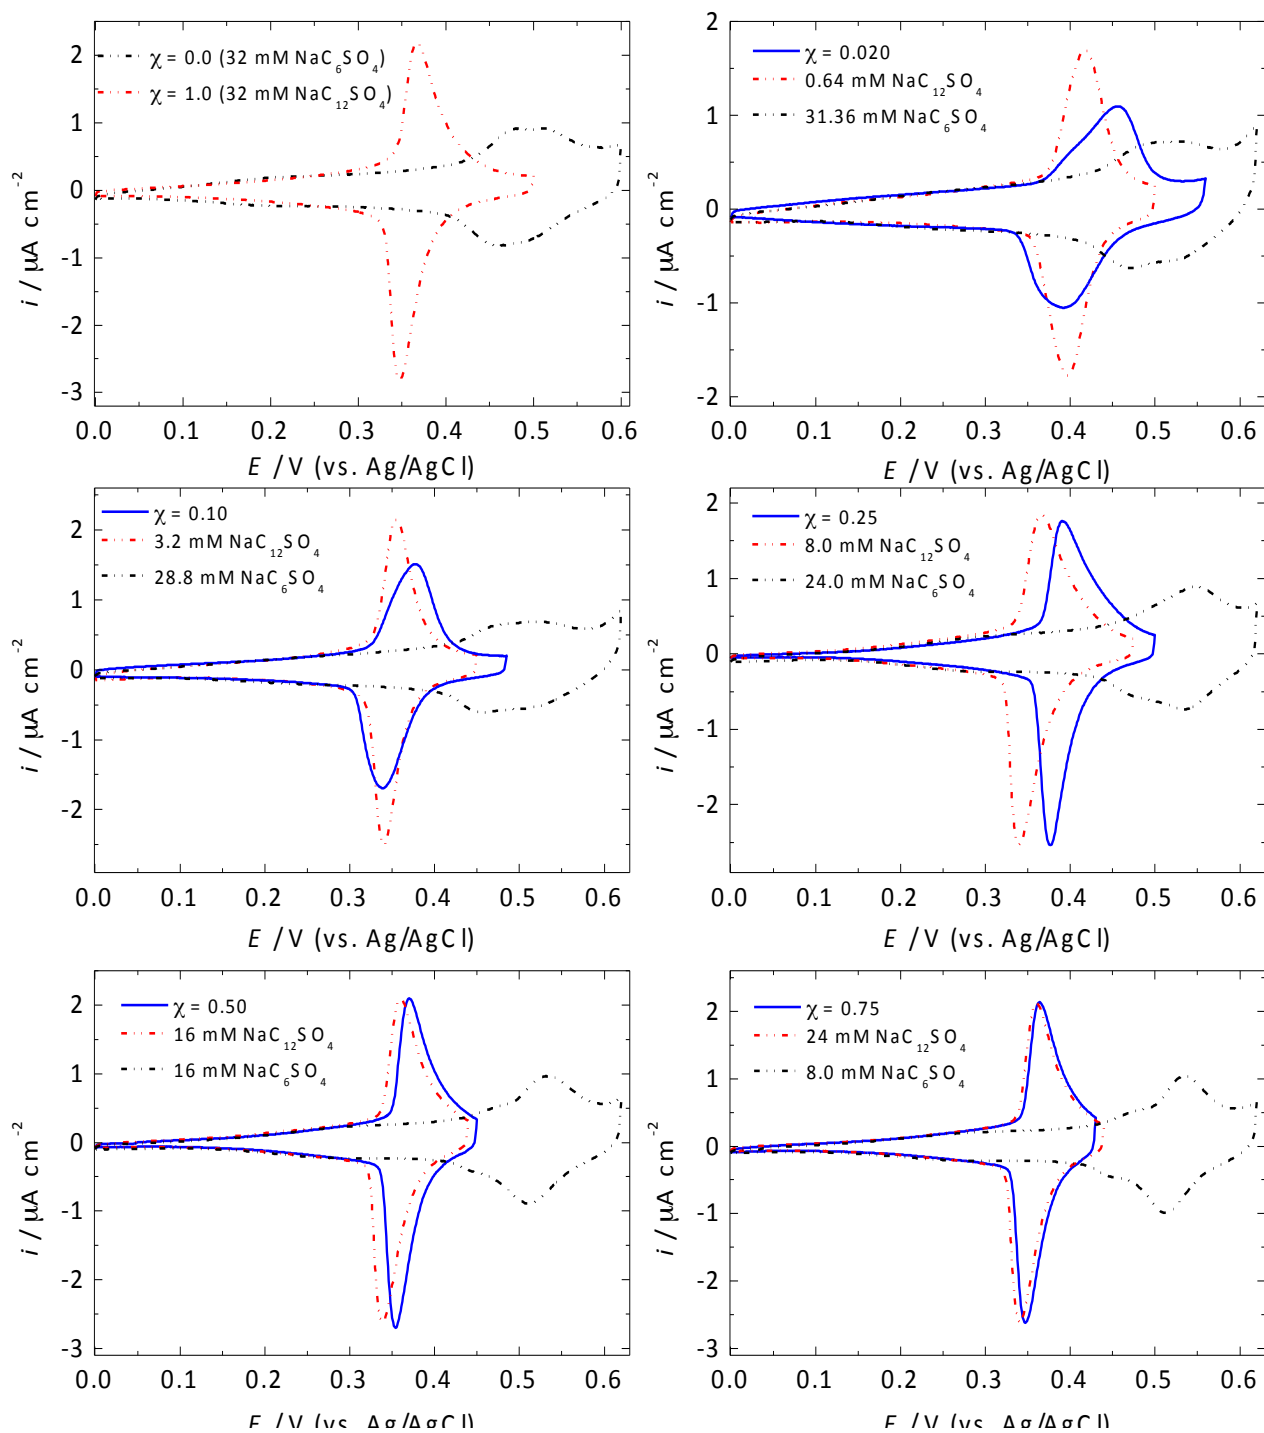 χ = 0.0 (32 mM NaC₆SO₄)
χ = 1.0 (32 mM NaC₁₂SO₄)
2
1
0
-1
-2
-3
i / µA cm⁻²
0.0 0.1 0.2 0.3 0.4 0.5 0.6
E / V (vs. Ag/AgCl)
χ = 0.020
0.64 mM NaC₁₂SO₄
31.36 mM NaC₆SO₄
2
1
0
-1
-2
i / µA cm⁻²
0.0 0.1 0.2 0.3 0.4 0.5 0.6
E / V (vs. Ag/AgCl)
χ = 0.10
3.2 mM NaC₁₂SO₄
28.8 mM NaC₆SO₄
2
1
0
-1
-2
i / µA cm⁻²
0.0 0.1 0.2 0.3 0.4 0.5 0.6
E / V (vs. Ag/AgCl)
χ = 0.25
8.0 mM NaC₁₂SO₄
24.0 mM NaC₆SO₄
2
1
0
-1
-2
i / µA cm⁻²
0.0 0.1 0.2 0.3 0.4 0.5 0.6
E / V (vs. Ag/AgCl)
χ = 0.50
16 mM NaC₁₂SO₄
16 mM NaC₆SO₄
2
1
0
-1
-2
-3
i / µA cm⁻²
0.0 0.1 0.2 0.3 0.4 0.5 0.6
E / V (vs. Ag/AgCl)
χ = 0.75
24 mM NaC₁₂SO₄
8.0 mM NaC₆SO₄
2
1
0
-1
-2
-3
i / µA cm⁻²
0.0 0.1 0.2 0.3 0.4 0.5 0.6
E / V (vs. Ag/AgCl)